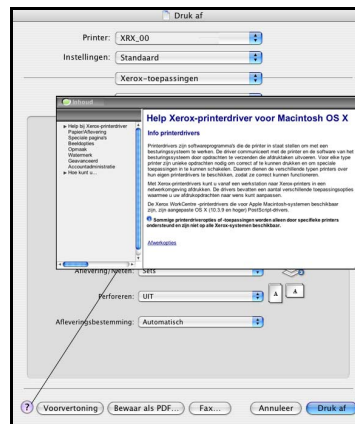 Druk af
Printer: XRX_00
Instellingen: Standaard
Xerox-toepassingen
Inhoud
Help bij Xerox-printerdriver
Papier/Aflevering
Speciale pagina's
Beeldopties
Opmaak
Watermerk
Geavanceerd
Accountadministratie
Hoe kunt u...
Help Xerox-printerdriver voor Macintosh OS X
Info printerdrivers
Printerdrivers zijn softwareprogramma's die de printer in staat stellen om met een
besturingssysteem te werken. De driver communiceert met de printer en de software van het
besturingssysteem door opdrachten te verzenden die afdruktaken uitvoeren. Voor elke type
printer zijn unieke opdrachten nodig om correct af te kunnen drukken en om speciale
toepassingen in te kunnen schakelen. Daarom dienen de verschillende typen printers over
hun eigen printerdrivers te beschikken, zodat ze correct kunnen functioneren.
Met Xerox printerdrivers kunt u vanaf een werkstation naar Xerox-printers in een
netwerkomgeving afdrukken. De drivers bevatten een aantal verschillende toepassingsopties
waarmee u uw afdrukopdrachten naar wens kunt aanpassen.
De Xerox WorkCentre -printerdrivers die voor Apple Macintosh-systemen beschikbaar
zijn, zijn aangepaste OS X (10.3.9 en hoger) PostScript-drivers.
Sommige printerdriveropties of -toepassingen worden alleen door specifieke printers
ondersteund en zijn niet op alle Xerox-systemen beschikbaar.
Afwerkopties
Aflevering/Nieten: Sets
Perforeren: UIT
A A
Afleveringsbestemming: Automatisch
? Voorvertoning Bewaar als PDF... Fax... Annuleer Druk af